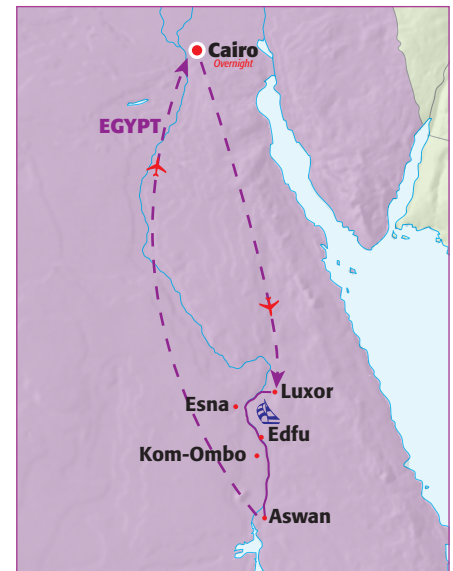 Cairo
Overnight
EGYPT
Luxor
Esna
Edfu
Kom-Ombo
Aswan